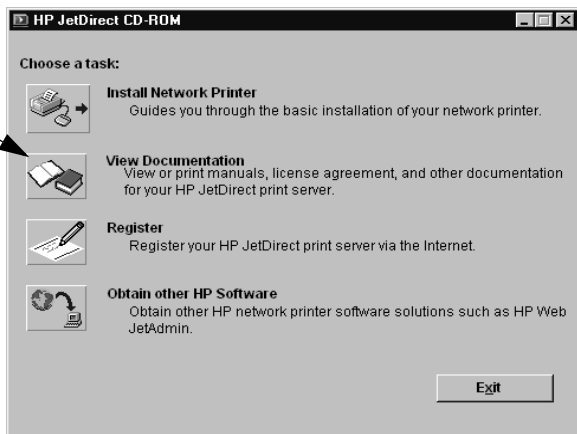 HP JetDirect CD-ROM
Choose a task:
Install Network Printer
Guides you through the basic installation of your network printer.
View Documentation
View or print manuals, license agreement, and other documentation
for your HP JetDirect print server.
Register
Register your HP JetDirect print server via the Internet.
Obtain other HP Software
Obtain other HP network printer software solutions such as HP Web
JetAdmin.
Exit